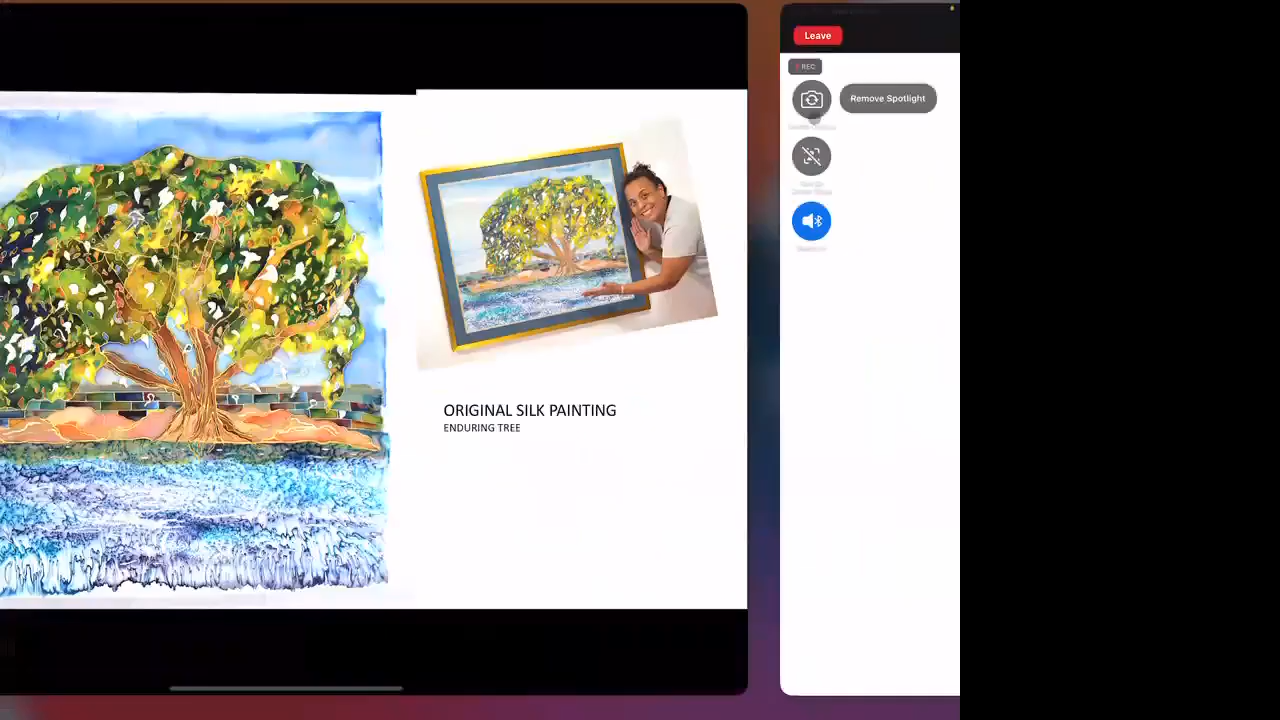 Leave
REC
Remove Spotlight
ORIGINAL SILK PAINTING
ENDURING TREE